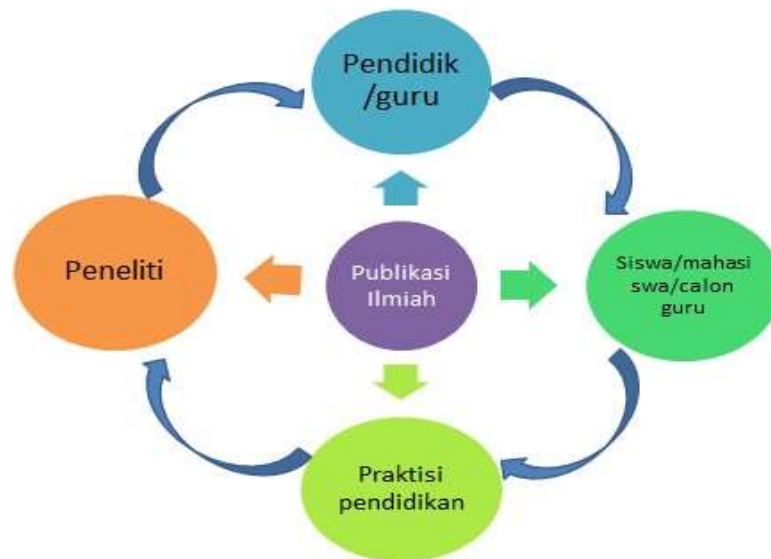 Pendidik
/guru
Peneliti
Publikasi
Ilmiah
Siswa/mahasi
swa/calon
guru
Praktisi
pendidikan